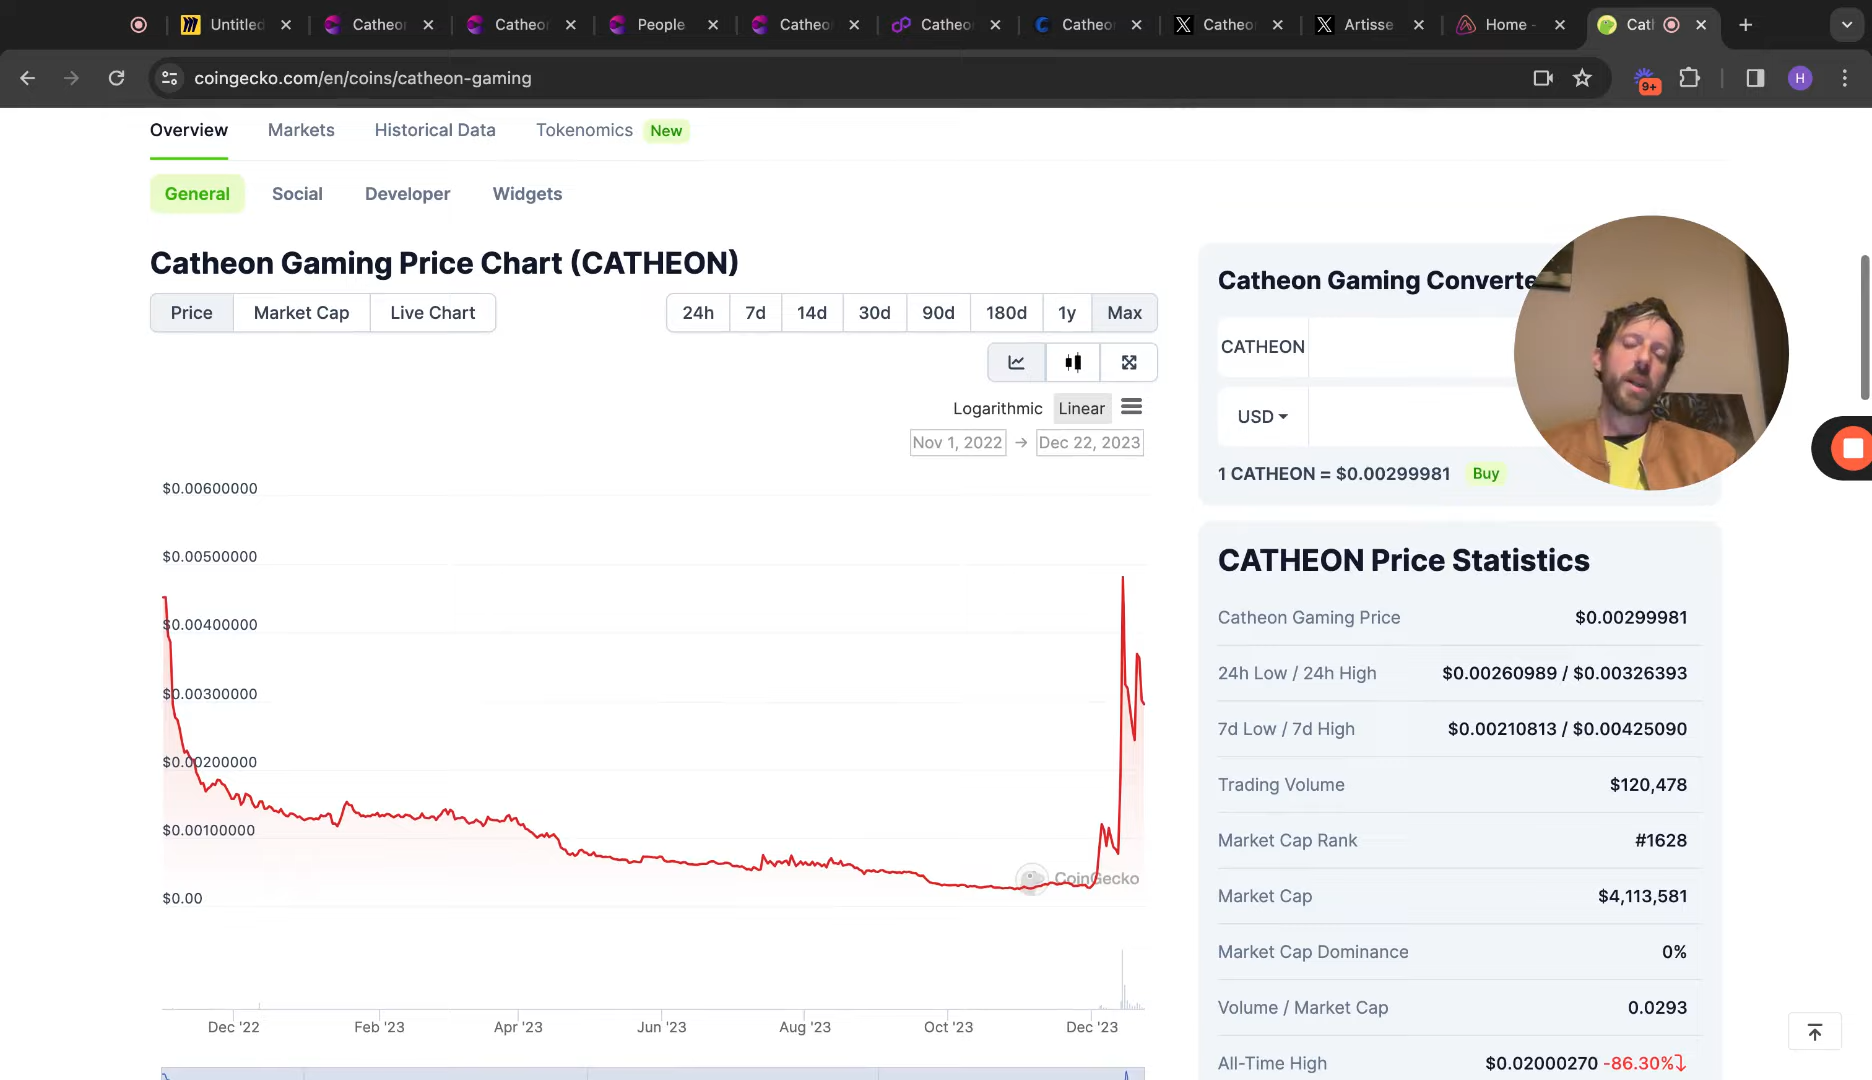 Untitled
Catheon
Catheon
People
Catheon
Catheon
Catheon
Catheon
Artisse
Home -
Cat
coingecko.com/en/coins/catheon-gaming
9+
H
Overview
Markets
Historical Data
Tokenomics
New
General
Social
Developer
Widgets
Catheon Gaming Price Chart (CATHEON)
Price
Market Cap
Live Chart
24h
7d
14d
30d
90d
180d
1y
Max
Logarithmic
Linear
Nov 1, 2022 → Dec 22, 2023
$0.00600000
$0.00500000
$0.00400000
$0.00300000
$0.00200000
$0.00100000
$0.00
CoinGecko
Dec '22
Feb '23
Apr '23
Jun '23
Aug '23
Oct '23
Dec '23
Catheon Gaming Converte
CATHEON
USD
1 CATHEON = $0.00299981
Buy
CATHEON Price Statistics
Catheon Gaming Price
$0.00299981
24h Low / 24h High
$0.00260989 / $0.00326393
7d Low / 7d High
$0.00210813 / $0.00425090
Trading Volume
$120,478
Market Cap Rank
#1628
Market Cap
$4,113,581
Market Cap Dominance
0%
Volume / Market Cap
0.0293
All-Time High
$0.02000270 -86.30%